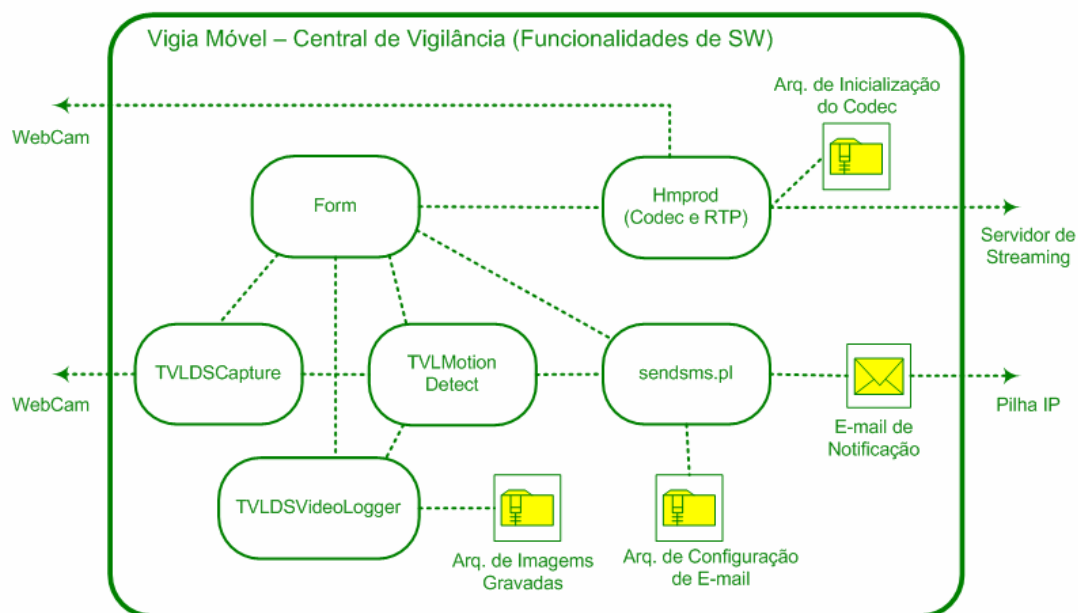 Vigia Móvel – Central de Vigilância (Funcionalidades de SW)
Arq. de Inicialização
do Codec
WebCam
Form
Hmprod
(Codec e RTP)
Servidor de
Streaming
TVLDSCapture
TVLMotion
Detect
sendsms.pl
WebCam
Pilha IP
E-mail de
Notificação
TVLDSVideoLogger
Arq. de Imagems
Gravadas
Arq. de Configuração
de E-mail